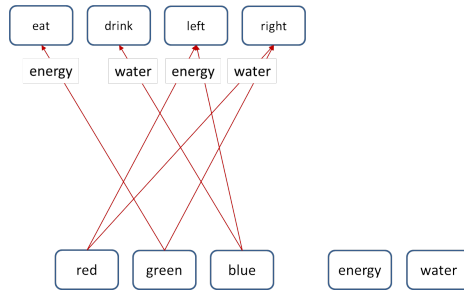 eat drink left right
energy water energy water
red green blue energy water